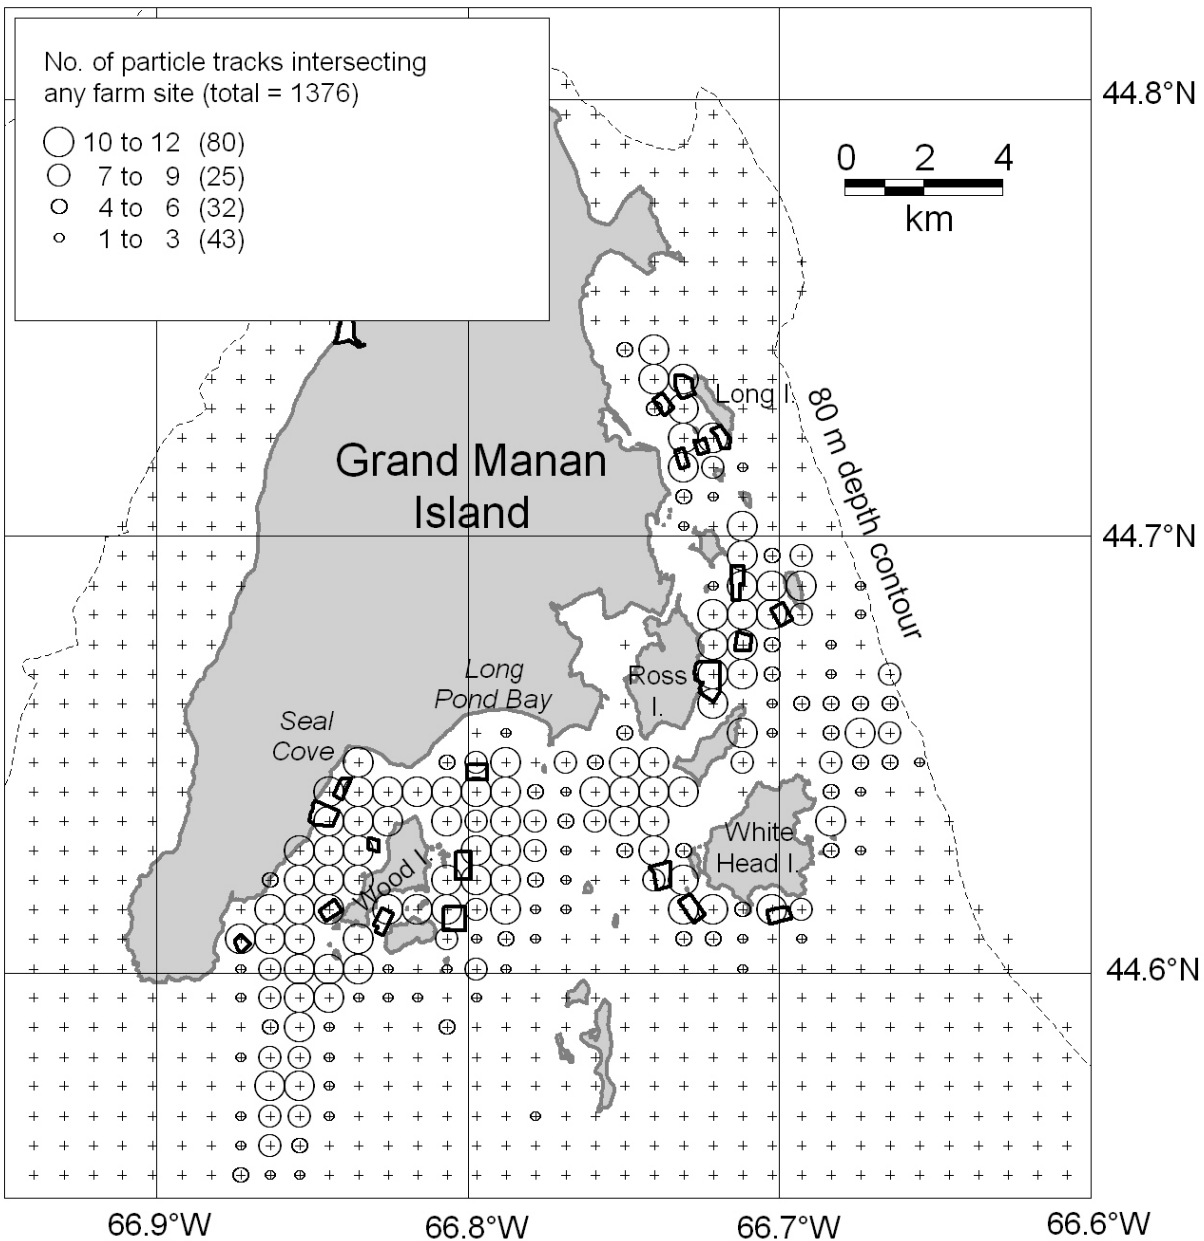 No. of particle tracks intersecting
any farm site (total = 1376)
10 to 12 (80)
7 to 9 (25)
4 to 6 (32)
1 to 3 (43)
44.8°N
0 2 4
km
Long I.
80 m depth contour
Grand Manan
Island
44.7°N
Long
Pond Bay
Ross
I.
Seal
Cove
White
Head I.
Wood I.
44.6°N
66.9°W 66.8°W 66.7°W 66.6°W